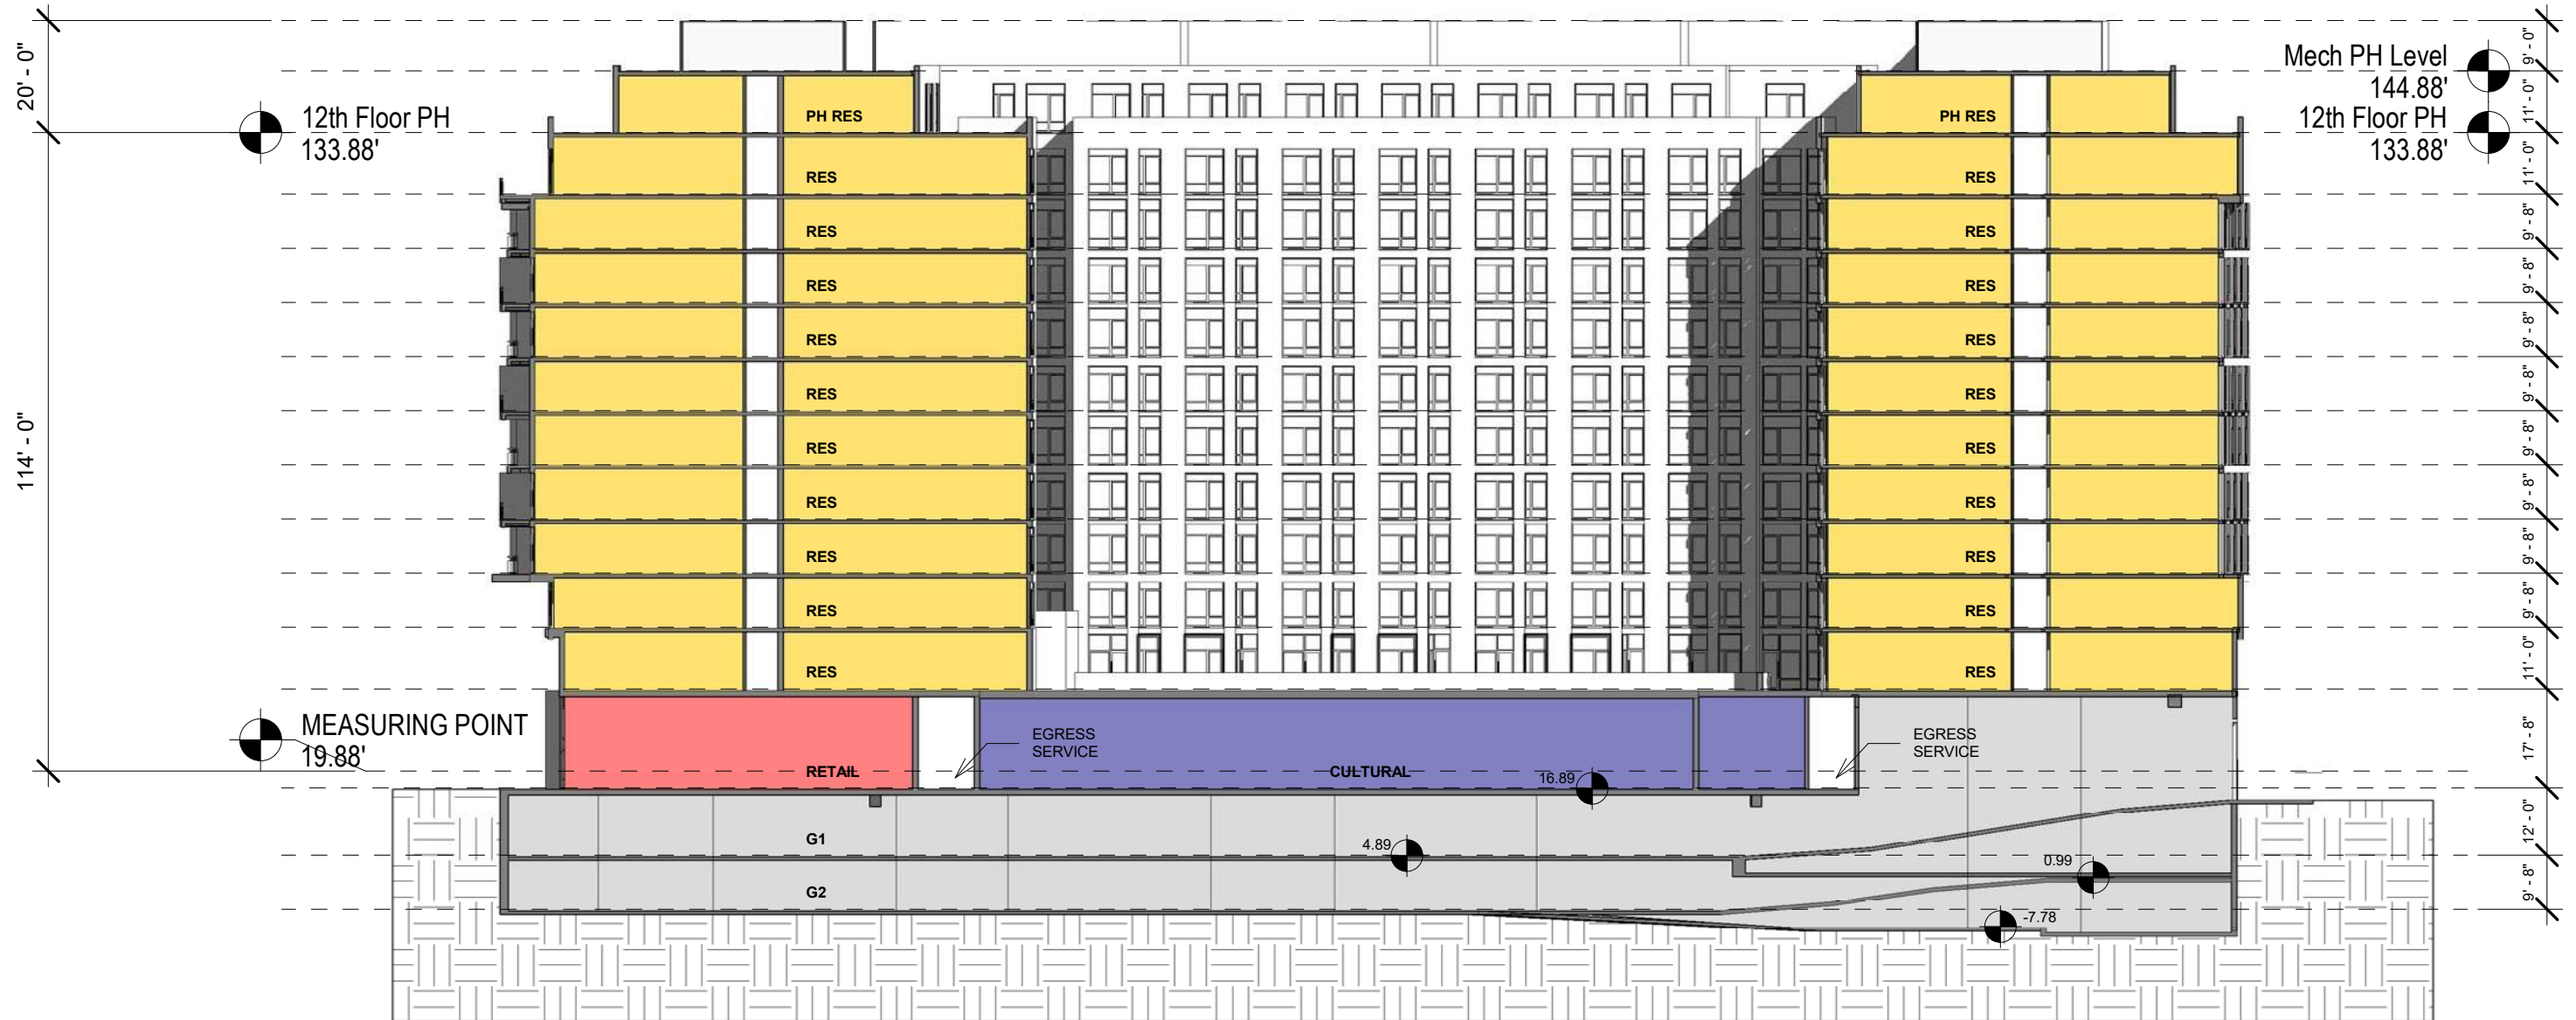 20' - 0"
114' - 0"
12th Floor PH
133.88'
MEASURING POINT
19.88'
PH RES
RES
RES
RES
RES
RES
RES
RES
RES
RES
RES
RETAIL
EGRESS
SERVICE
CULTURAL
16.89
EGRESS
SERVICE
G1
4.89
0.99
G2
-7.78
PH RES
RES
RES
RES
RES
RES
RES
RES
RES
RES
RES
Mech PH Level
144.88'
12th Floor PH
133.88'
9' - 0"
11' - 0"
11' - 0"
9' - 8"
9' - 8"
9' - 8"
9' - 8"
9' - 8"
9' - 8"
9' - 8"
9' - 8"
11' - 0"
17' - 8"
12' - 0"
9' - 8"